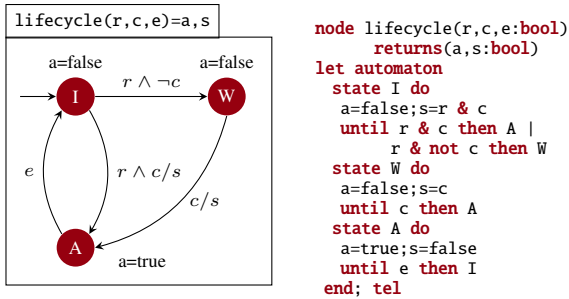 lifecycle(r,c,e)=a,s
a=false
a=false
I
r ∧ ¬c
W
e
r ∧ c/s
c/s
A
a=true
node lifecycle(r,c,e:bool)
returns(a,s:bool)
let automaton
state I do
a=false;s=r & c
until r & c then A |
r & not c then W
state W do
a=false;s=c
until c then A
state A do
a=true;s=false
until e then I
end; tel